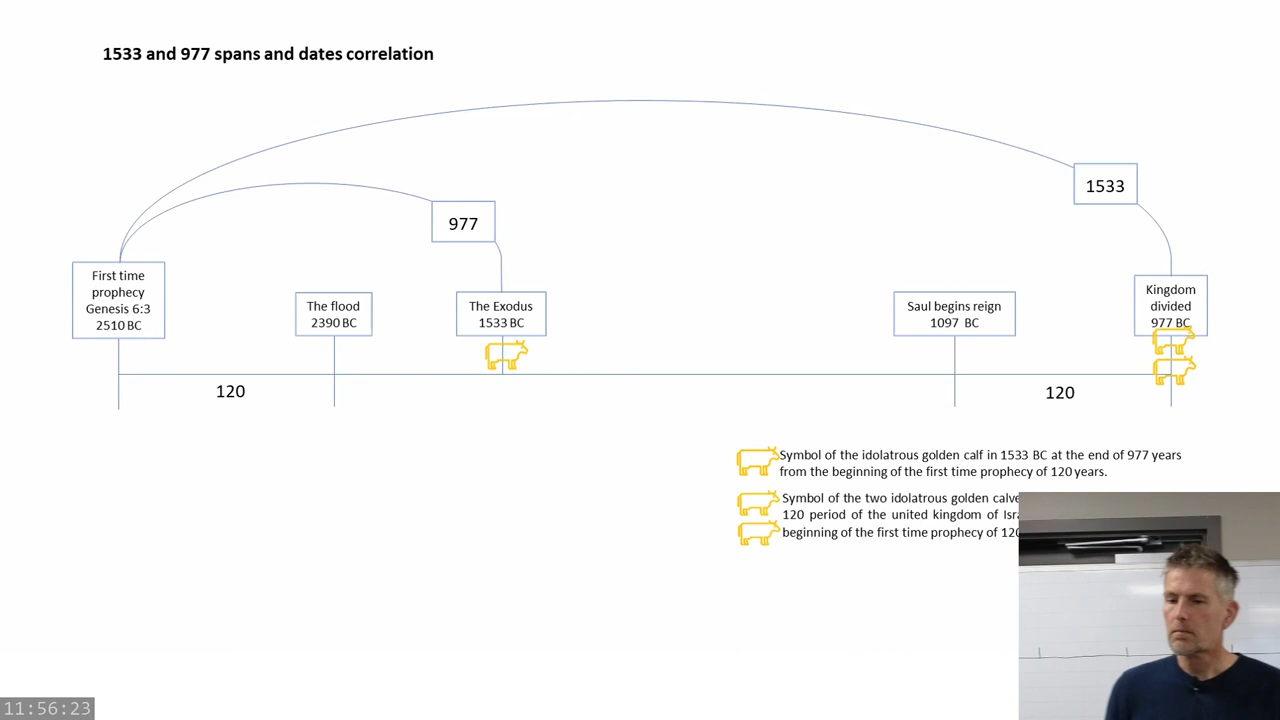 1533 and 977 spans and dates correlation
1533
977
First time
prophecy
Genesis 6:3
2510 BC
The flood
2390 BC
The Exodus
1533 BC
Saul begins reign
1097 BC
Kingdom
divided
977 BC
120
120
Symbol of the idolatrous golden calf in 1533 BC at the end of 977 years
from the beginning of the first time prophecy of 120 years.
Symbol of the two idolatrous golden
120 period of the united kingdom of
beginning of the first time prophecy of
11:56:23